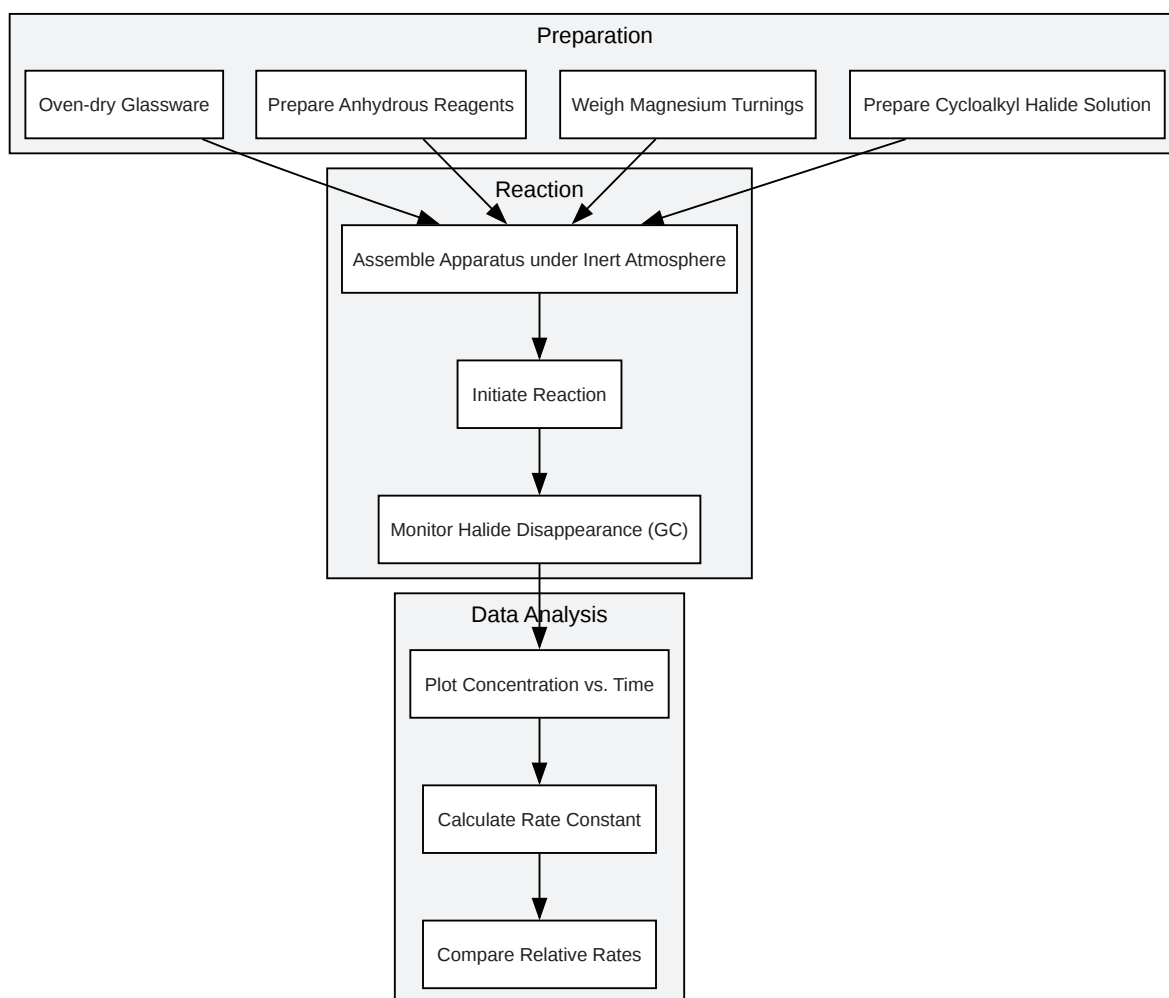 Preparation
Oven-dry Glassware
Prepare Anhydrous Reagents
Weigh Magnesium Turnings
Prepare Cycloalkyl Halide Solution
Reaction
Assemble Apparatus under Inert Atmosphere
Initiate Reaction
Monitor Halide Disappearance (GC)
Data Analysis
Plot Concentration vs. Time
Calculate Rate Constant
Compare Relative Rates